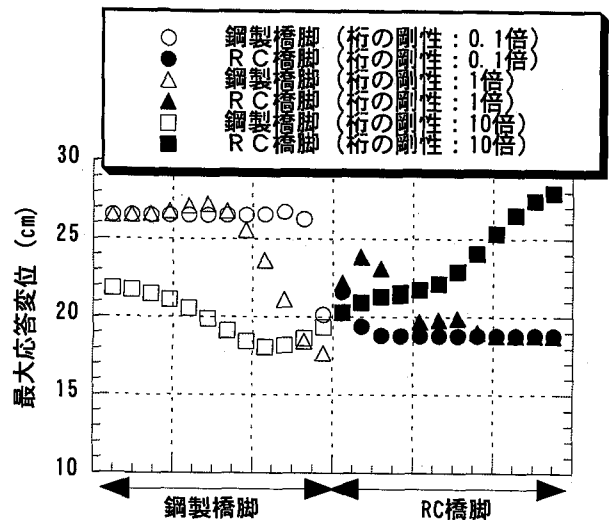 ○ 鋼製橋脚 (桁の剛性:0.1倍)
● RC橋脚 (桁の剛性:0.1倍)
△ 鋼製橋脚 (桁の剛性:1倍)
▲ RC橋脚 (桁の剛性:1倍)
□ 鋼製橋脚 (桁の剛性:10倍)
■ RC橋脚 (桁の剛性:10倍)
最大応答変位 (cm)
30
25
20
15
10
鋼製橋脚
RC橋脚